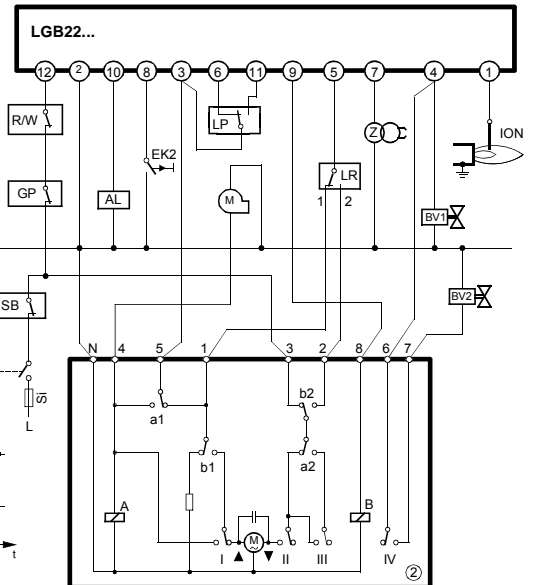 LGB22...
12 2 10 8 3 6 11 9 5 7 4 1
R/W
LP
Z
ION
EK2
GP
AL
M
LR
1 2
BV1
SB
BV2
N 4 5 1 3 2 8 6 7
Si
L
a1
b2
b1
a2
A
B
M
~
I
II
III
IV
t
2